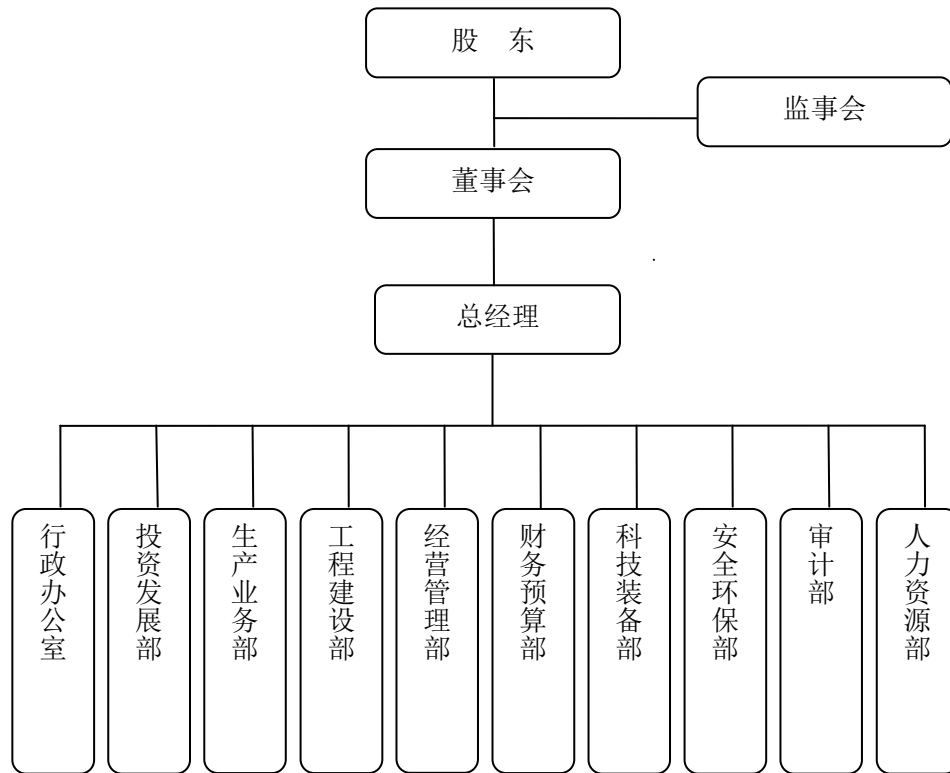 股 东
监事会
董事会
总经理
行政办公室
投资发展部
生产业务部
工程建设部
经营管理部
财务预算部
科技装备部
安全环保部
审计部
人力资源部